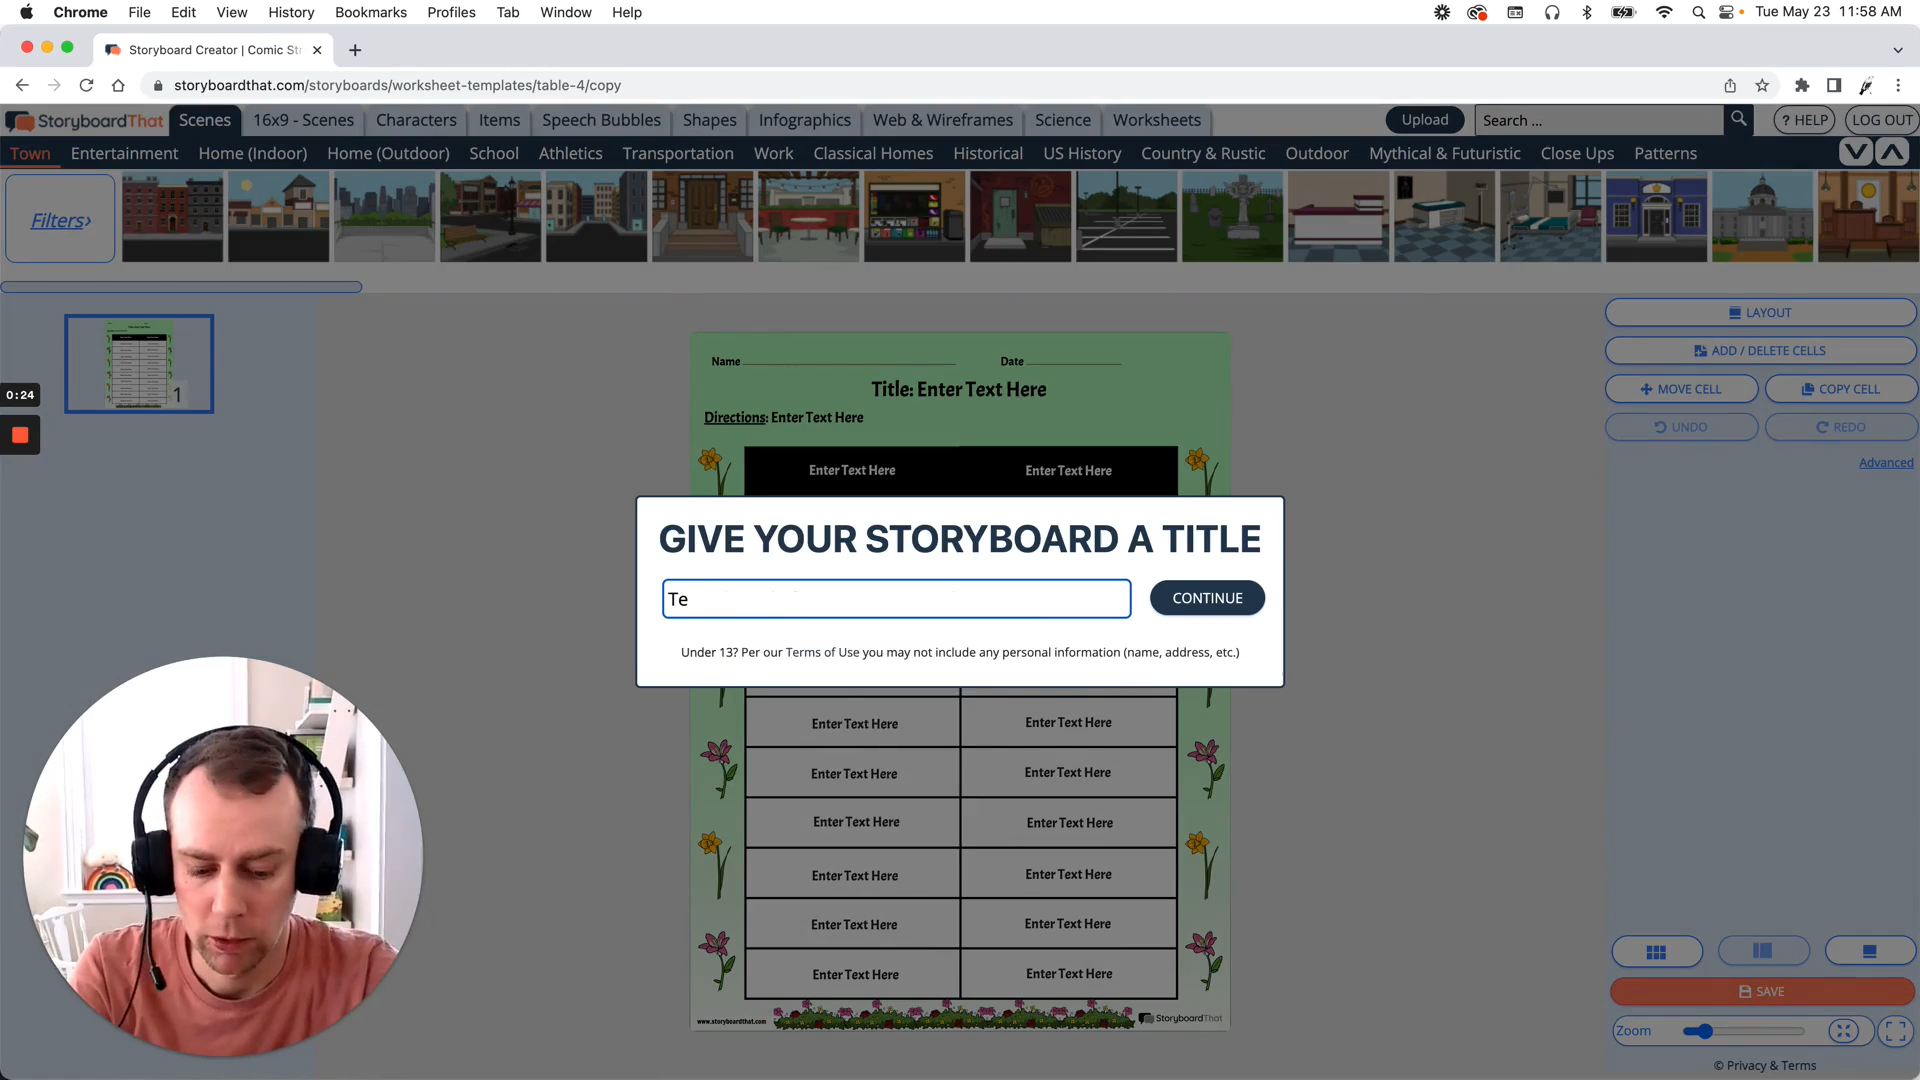 Chrome File Edit View History Bookmarks Profiles Tab Window Help Tue May 23 11:58 AM
Storyboard Creator | Comic Str
storyboardthat.com/storyboards/worksheet-templates/table-4/copy
StoryboardThat Scenes 16x9 - Scenes Characters Items Speech Bubbles Shapes Infographics Web & Wireframes Science Worksheets Upload Search ... ? HELP LOG OUT
Town Entertainment Home (Indoor) Home (Outdoor) School Athletics Transportation Work Classical Homes Historical US History Country & Rustic Outdoor Mythical & Futuristic Close Ups Patterns
Filters›
LAYOUT
ADD / DELETE CELLS
MOVE CELL COPY CELL
UNDO REDO
Advanced
1
0:24
Name Date
Title: Enter Text Here
Directions: Enter Text Here
Enter Text Here Enter Text Here
GIVE YOUR STORYBOARD A TITLE
Te CONTINUE
Under 13? Per our Terms of Use you may not include any personal information (name, address, etc.)
Enter Text Here Enter Text Here
Enter Text Here Enter Text Here
Enter Text Here Enter Text Here
Enter Text Here Enter Text Here
Enter Text Here Enter Text Here
Enter Text Here Enter Text Here
www.storyboardthat.com StoryboardThat
SAVE
Zoom
© Privacy & Terms